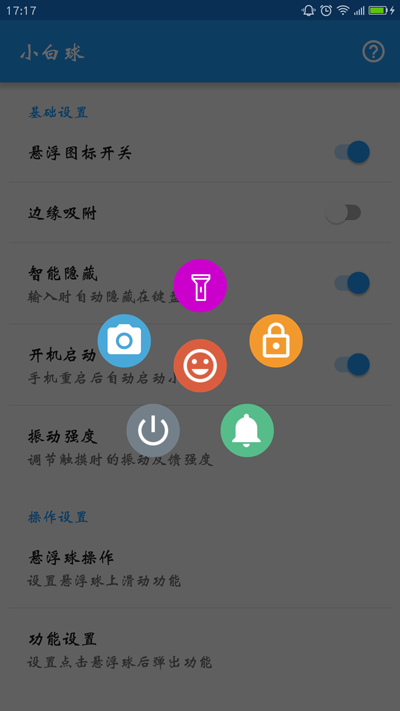 17:17
小白球
基础设置
悬浮图标开关
边缘吸附
智能隐藏
输入时自动隐藏在键盘
开机启动
手机重启后自动启动小
振动强度
调节触摸时的振动反馈强度
操作设置
悬浮球操作
设置悬浮球上滑动功能
功能设置
设置点击悬浮球后弹出功能